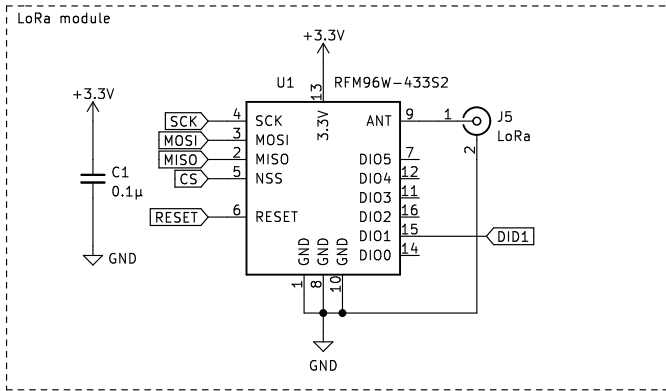 LoRa module
+3.3V
U1
RFM96W-433S2
+3.3V
13
3.3V
SCK 4 SCK
ANT 9
1
J5
LoRa
2
MOSI 3 MOSI
MISO 2 MISO
DIO5 7
CS 5 NSS
DIO4 12
C1
0.1µ
DIO3 11
RESET 6 RESET
DIO2 16
DIO1 15
DID1
DIO0 14
GND GND GND
1 8 10
GND
GND